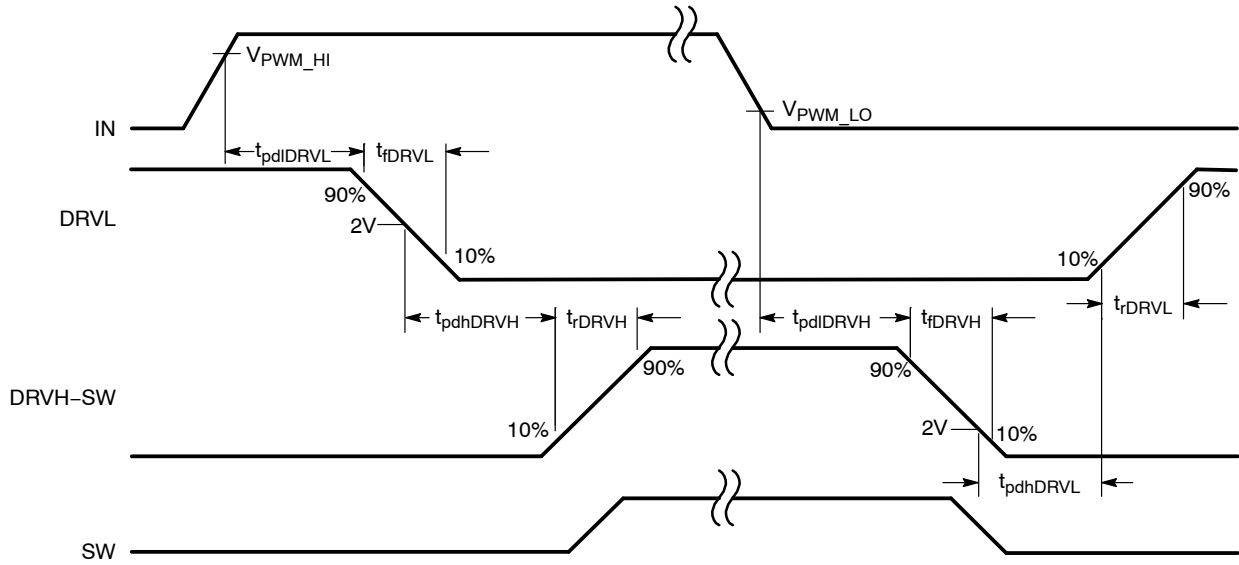 VPWM_HI
IN
VPWM_LO
tpdlDRVL
tfDRVL
90%
90%
DRVL
2V
10%
10%
tpdhDRVH
trDRVH
tpdlDRVH
tfDRVH
trDRVL
90%
90%
DRVH–SW
10%
2V
10%
tpdhDRVL
SW